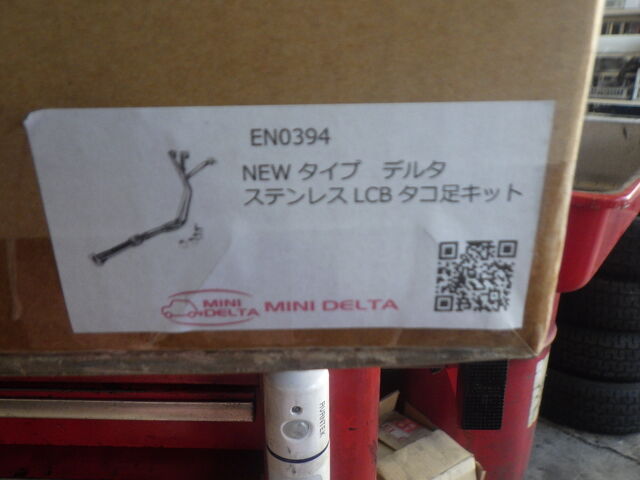 EN0394
NEW タイプ　デルタ
ステンレス LCB タコ足キット
MINI
DELTA
MINI DELTA